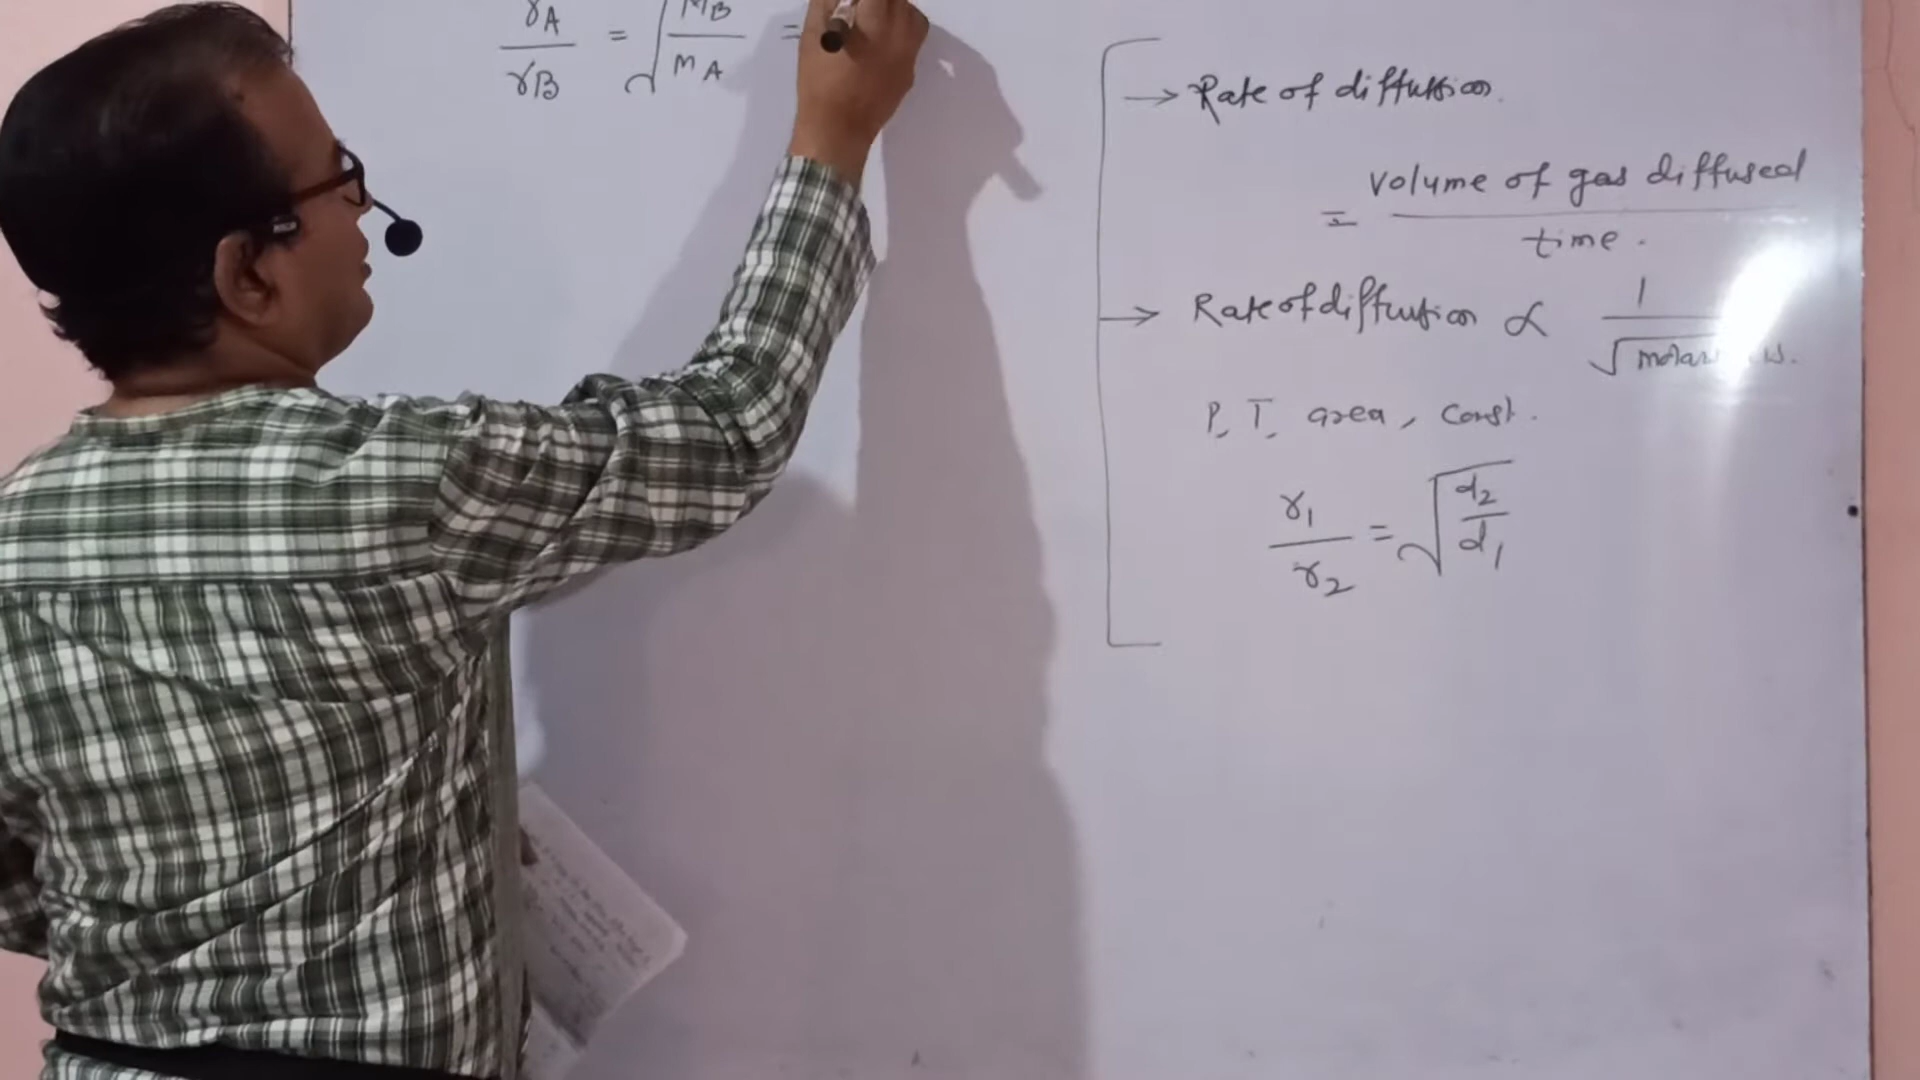 rA / rB = √(MB / MA) =
→ Rate of diffusion.
= volume of gas diffused / time.
→ Rate of diffusion ∝ 1 / √molar
P, T, area, const.
r1 / r2 = √(d2 / d1)